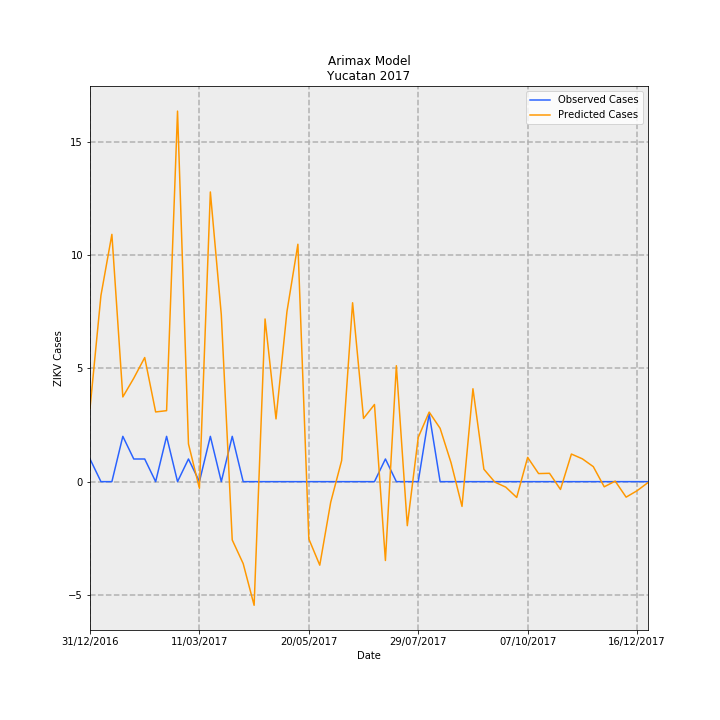 Arimax Model
Yucatan 2017
Observed Cases
Predicted Cases
ZIKV Cases
15
10
5
0
−5
31/12/2016
11/03/2017
20/05/2017
29/07/2017
07/10/2017
16/12/2017
Date